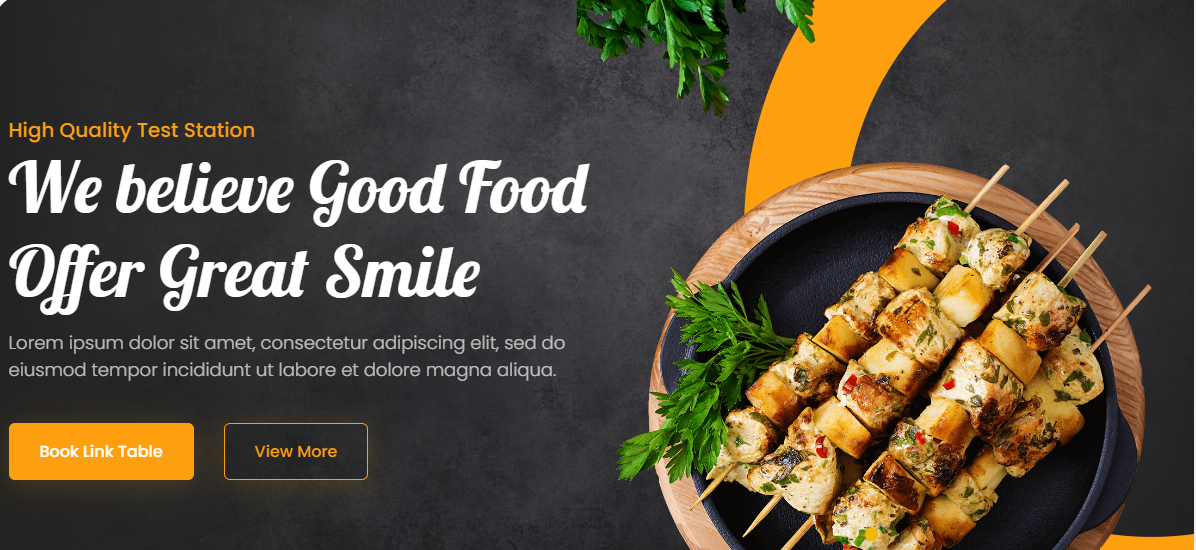 High Quality Test Station
We believe Good Food
Offer Great Smile
Lorem ipsum dolor sit amet, consectetur adipiscing elit, sed do
eiusmod tempor incididunt ut labore et dolore magna aliqua.
Book Link Table
View More